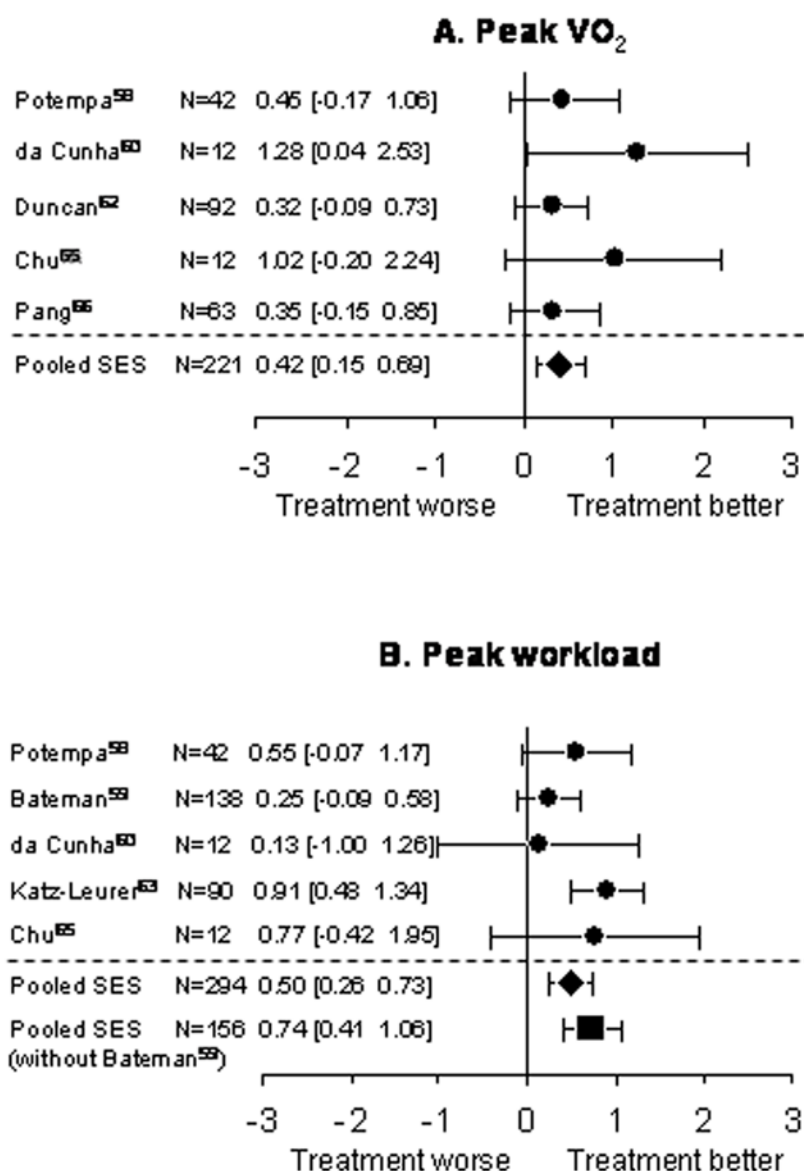 A. Peak VO₂
Potempa⁵⁸ N=42 0.45 [-0.17 1.06]
da Cunha⁶⁰ N=12 1.28 [0.04 2.53]
Duncan⁶² N=92 0.32 [-0.09 0.73]
Chu⁶⁵ N=12 1.02 [-0.20 2.24]
Pang⁶⁶ N=63 0.35 [-0.15 0.85]
Pooled SES N=221 0.42 [0.15 0.69]
-3 -2 -1 0 1 2 3
Treatment worse Treatment better
B. Peak workload
Potempa⁵⁸ N=42 0.55 [-0.07 1.17]
Bateman⁵⁹ N=138 0.25 [-0.09 0.58]
da Cunha⁶⁰ N=12 0.13 [-1.00 1.26]
Katz-Leurer⁶³ N=90 0.91 [0.48 1.34]
Chu⁶⁵ N=12 0.77 [-0.42 1.95]
Pooled SES N=294 0.50 [0.26 0.73]
Pooled SES N=156 0.74 [0.41 1.06]
(without Bateman⁵⁹)
-3 -2 -1 0 1 2 3
Treatment worse Treatment better